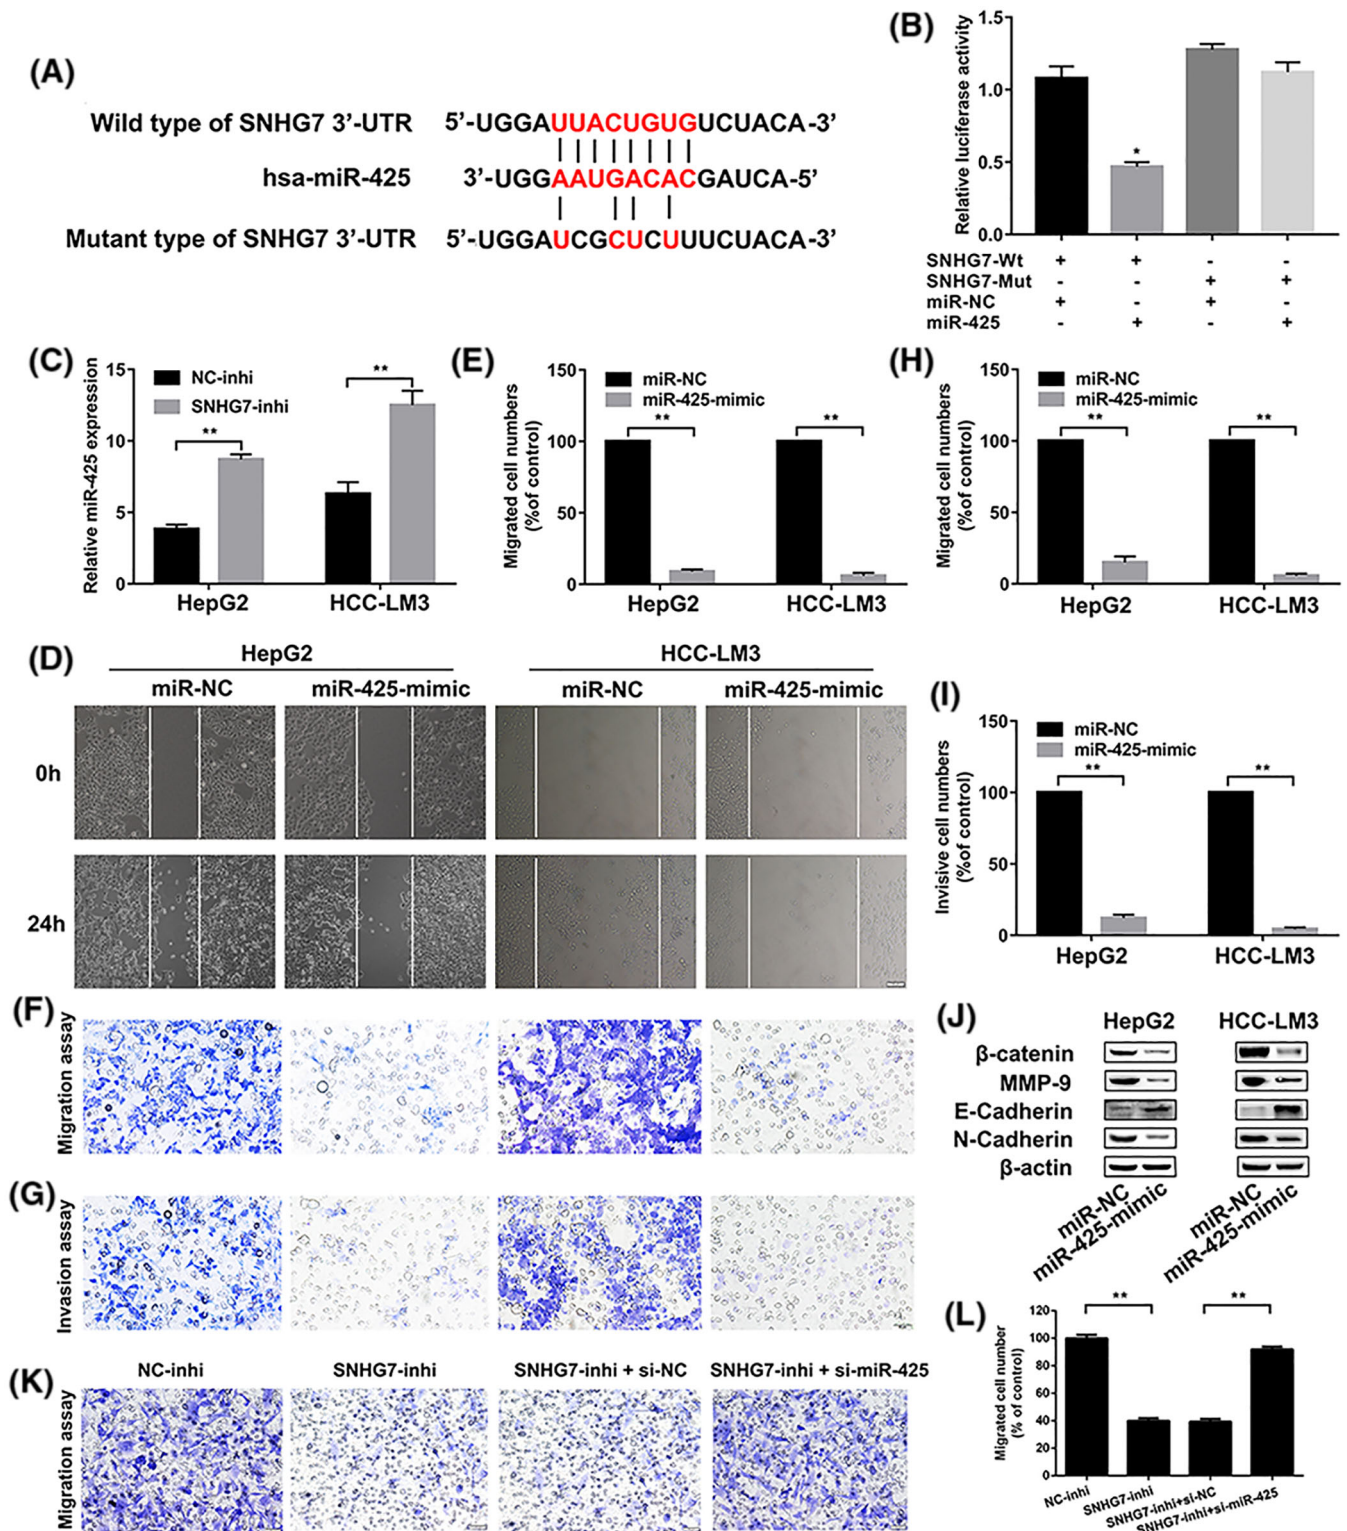 (A)
Wild type of SNHG7 3’-UTR 5’-UGGAUUACUGUGUCUACA-3’
hsa-miR-425 3’-UGGAAUGACACGAUCA-5’
Mutant type of SNHG7 3’-UTR 5’-UGGAUCGCUCUUUCUACA-3’
(B)
Relative luciferase activity
1.5
1.0
0.5
0.0
*
SNHG7-Wt + + - -
SNHG7-Mut - - + +
miR-NC + - + -
miR-425 - + - +
(C)
Relative miR-425 expression
15
10
5
0
NC-inhi
SNHG7-inhi
**
**
HepG2 HCC-LM3
(E)
Migrated cell numbers
(%of control)
150
100
50
0
miR-NC
miR-425-mimic
** **
HepG2 HCC-LM3
(H)
Migrated cell numbers
(%of control)
150
100
50
0
miR-NC
miR-425-mimic
** **
HepG2 HCC-LM3
(D)
HepG2 HCC-LM3
miR-NC miR-425-mimic miR-NC miR-425-mimic
0h
24h
(I)
Invisive cell numbers
(%of control)
150
100
50
0
miR-NC
miR-425-mimic
** **
HepG2 HCC-LM3
(F)
Migration assay
(G)
Invasion assay
(J)
HepG2 HCC-LM3
β-catenin
MMP-9
E-Cadherin
N-Cadherin
β-actin
miR-NC
miR-425-mimic
miR-NC
miR-425-mimic
(K)
NC-inhi SNHG7-inhi SNHG7-inhi + si-NC SNHG7-inhi + si-miR-425
Migration assay
(L)
Migrated cell number
(% of control)
120
100
80
60
40
20
0
** **
NC-inhi
SNHG7-inhi
SNHG7-inhi+si-NC
SNHG7-inhi+si-miR-425